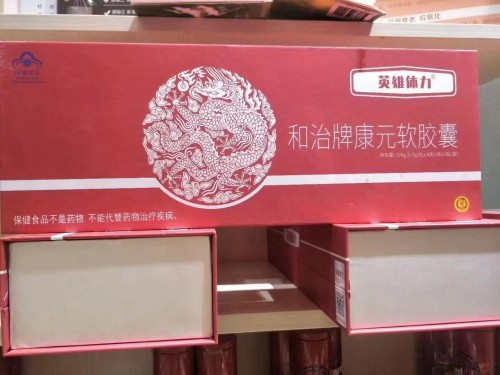 英雄体力®
和治牌康元软胶囊
保健食品不是药物，不能代替药物治疗疾病。